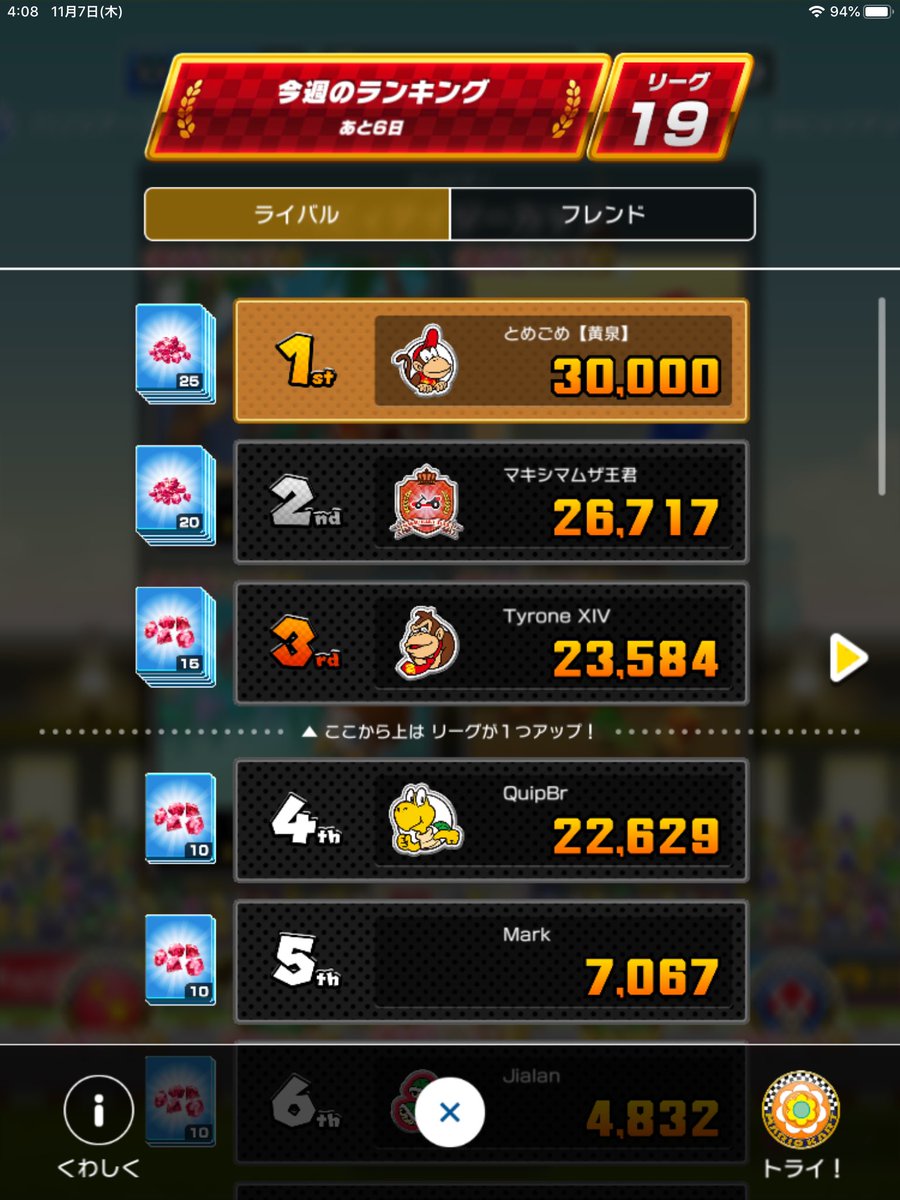 4:08 11月7日(木)
94%
今週のランキング
あと6日
リーグ
19
ライバル
フレンド
25
1st
とめごめ【黄泉】
30,000
20
2nd
マキシマムザ王君
26,717
15
3rd
Tyrone XIV
23,584
▲ ここから上は リーグが1つアップ！
10
4th
QuipBr
22,629
10
5th
Mark
7,067
10
6th
Jialan
4,832
くわしく
トライ！